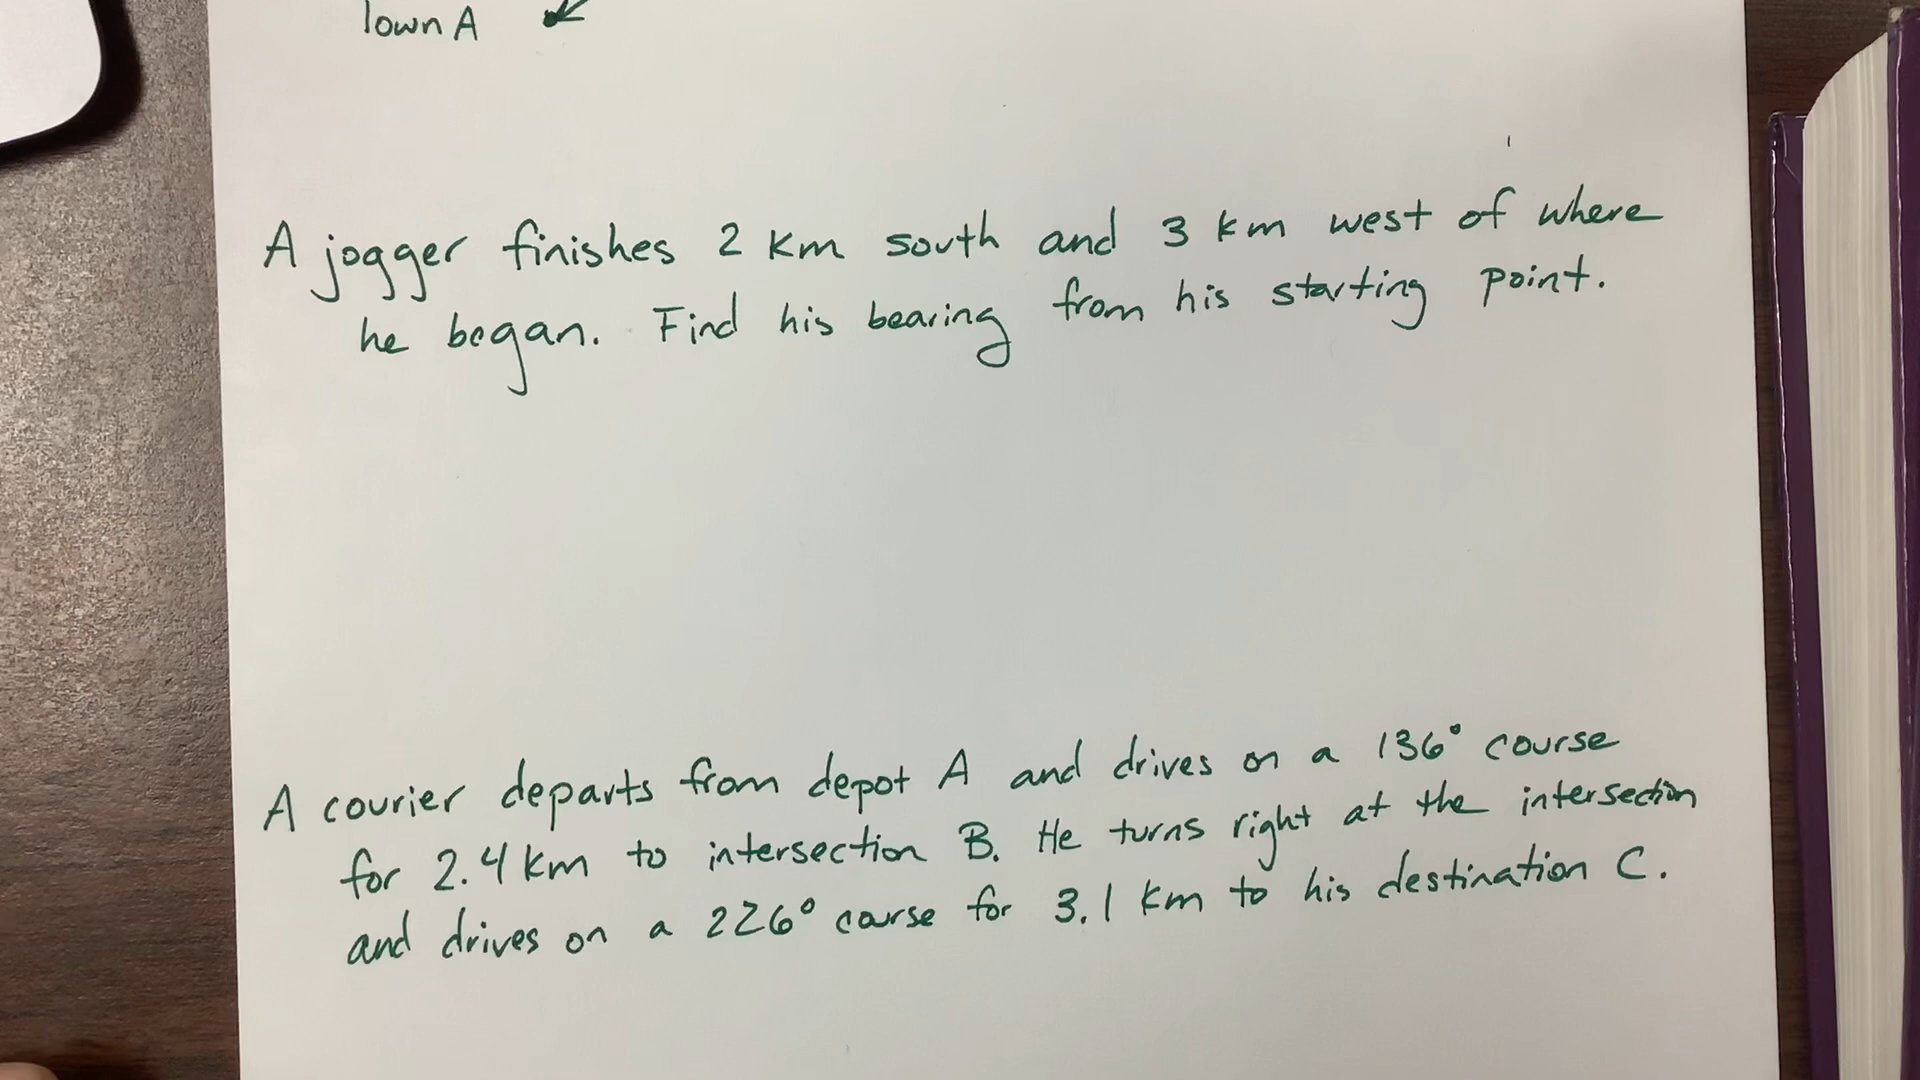 Town A
A jogger finishes 2 km south and 3 km west of where
he began. Find his bearing from his starting point.
A courier departs from depot A and drives on a 136° course
for 2.4 km to intersection B. He turns right at the intersection
and drives on a 226° course for 3.1 km to his destination C.